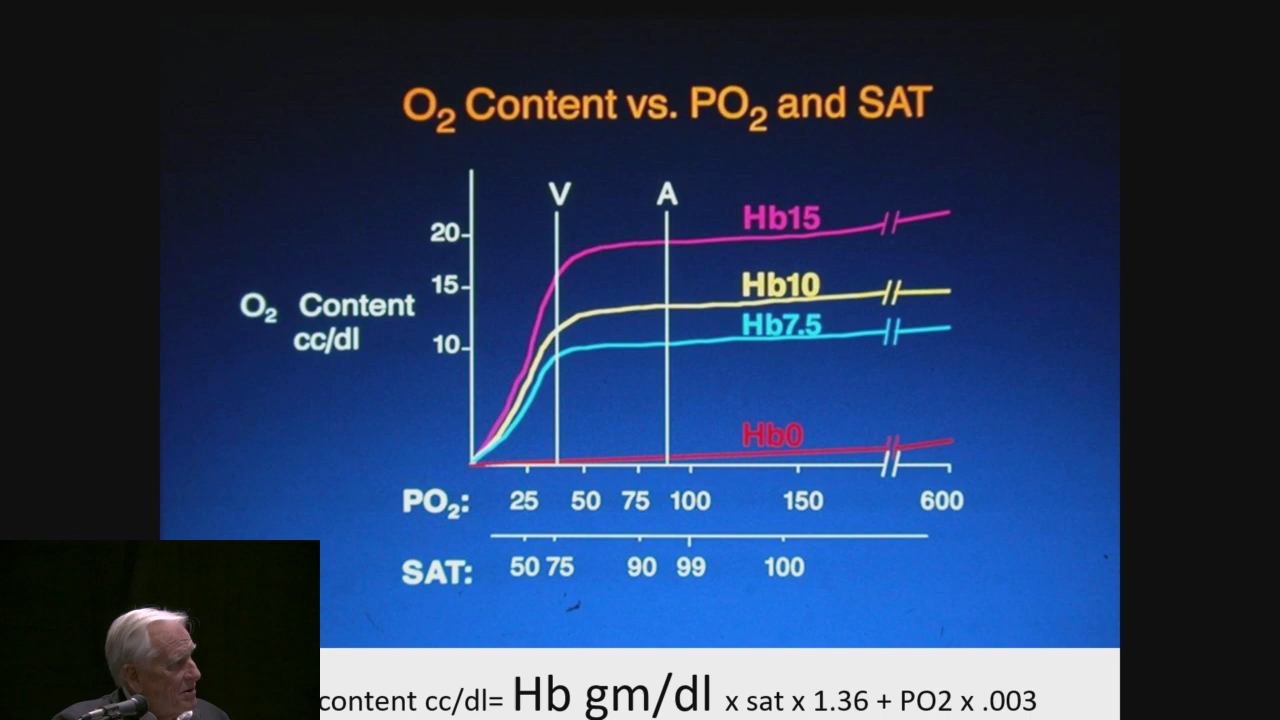 O₂ Content vs. PO₂ and SAT
V A
Hb15
20
15
Hb10
O₂ Content
cc/dl
Hb7.5
10
Hb0
PO₂: 25 50 75 100 150 600
SAT: 50 75 90 99 100
content cc/dl= Hb gm/dl x sat x 1.36 + PO2 x .003